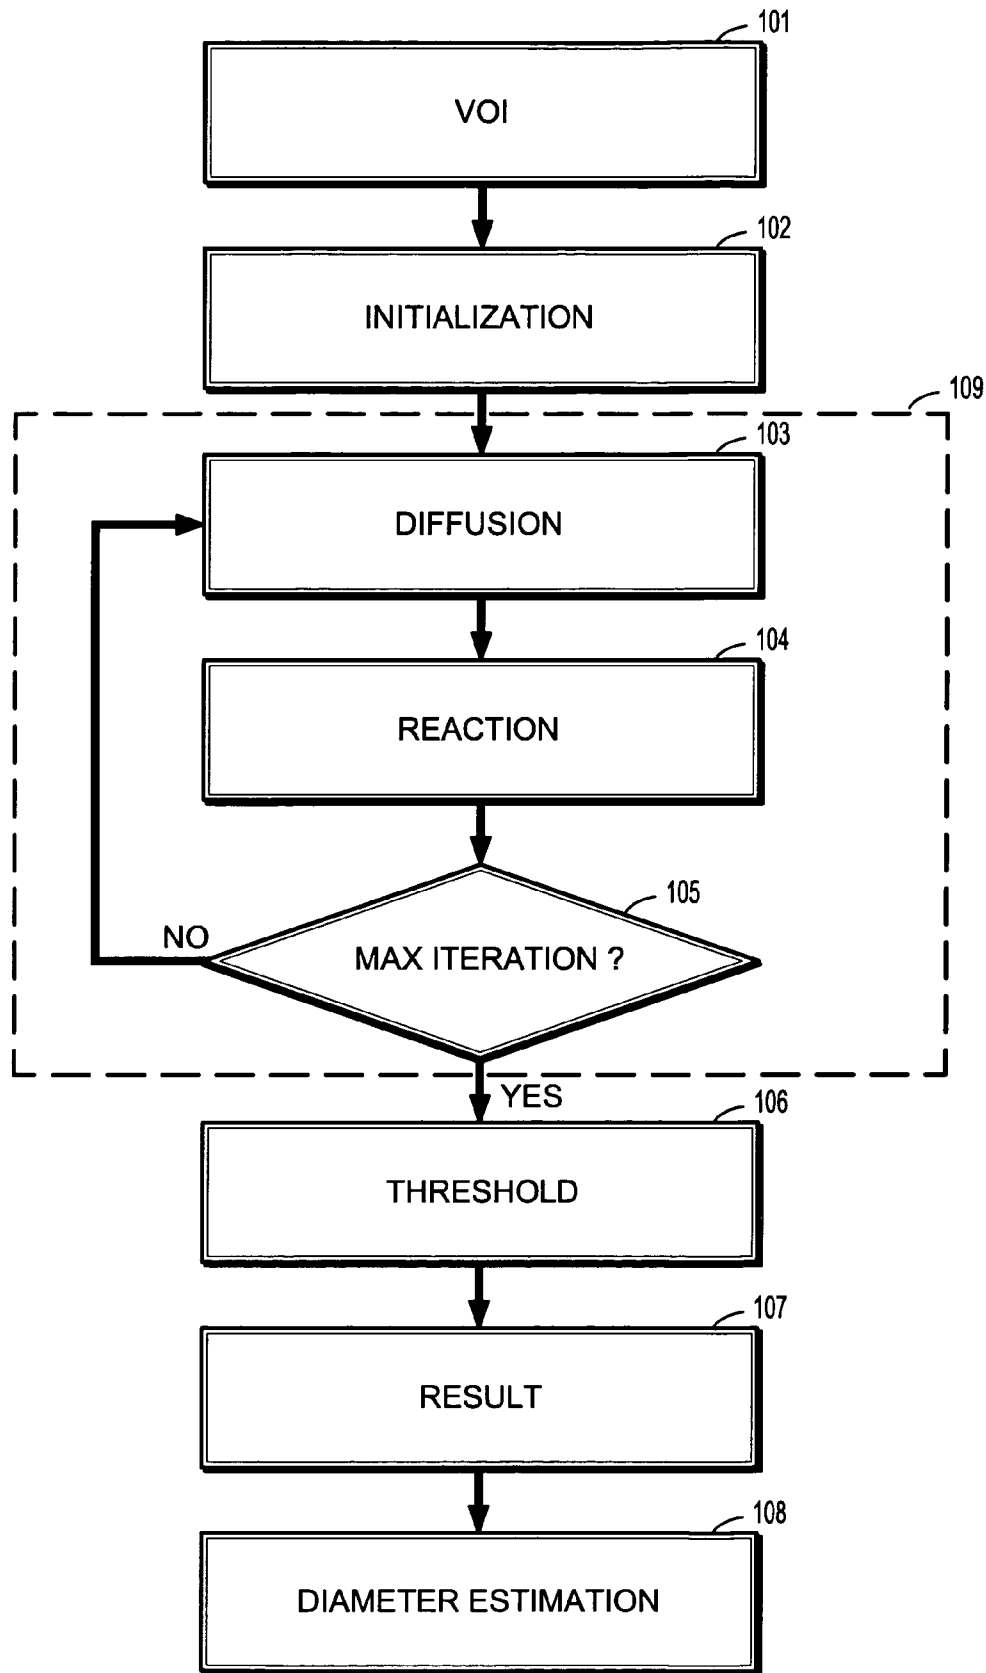 101
VOI
102
INITIALIZATION
109
103
DIFFUSION
104
REACTION
105
NO
MAX ITERATION ?
YES
106
THRESHOLD
107
RESULT
108
DIAMETER ESTIMATION